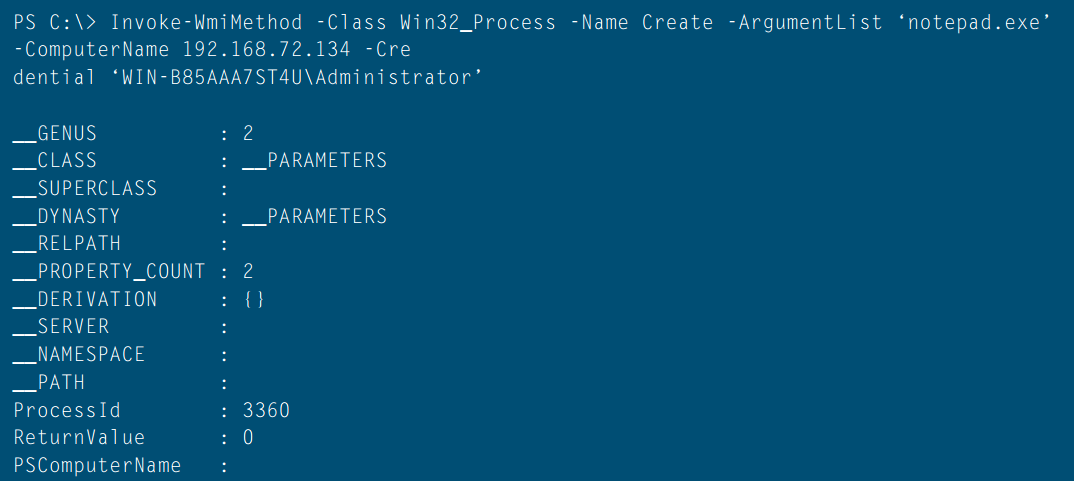 PS C:\> Invoke-WmiMethod -Class Win32_Process -Name Create -ArgumentList ‘notepad.exe’
-ComputerName 192.168.72.134 -Cre
dential ‘WIN-B85AAA7ST4U\Administrator’
__GENUS : 2
__CLASS : __PARAMETERS
__SUPERCLASS :
__DYNASTY : __PARAMETERS
__RELPATH :
__PROPERTY_COUNT : 2
__DERIVATION : {}
__SERVER :
__NAMESPACE :
__PATH :
ProcessId : 3360
ReturnValue : 0
PSComputerName :